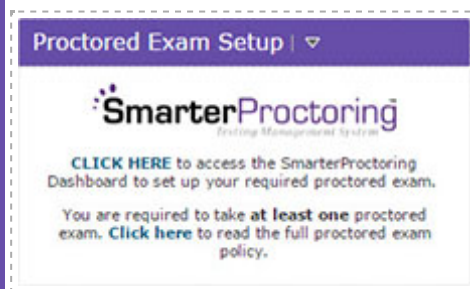 Proctored Exam Setup |
SmarterProctoring
Testing Management System
CLICK HERE to access the SmarterProctoring
Dashboard to set up your required proctored exam.
You are required to take at least one proctored
exam. Click here to read the full proctored exam
policy.